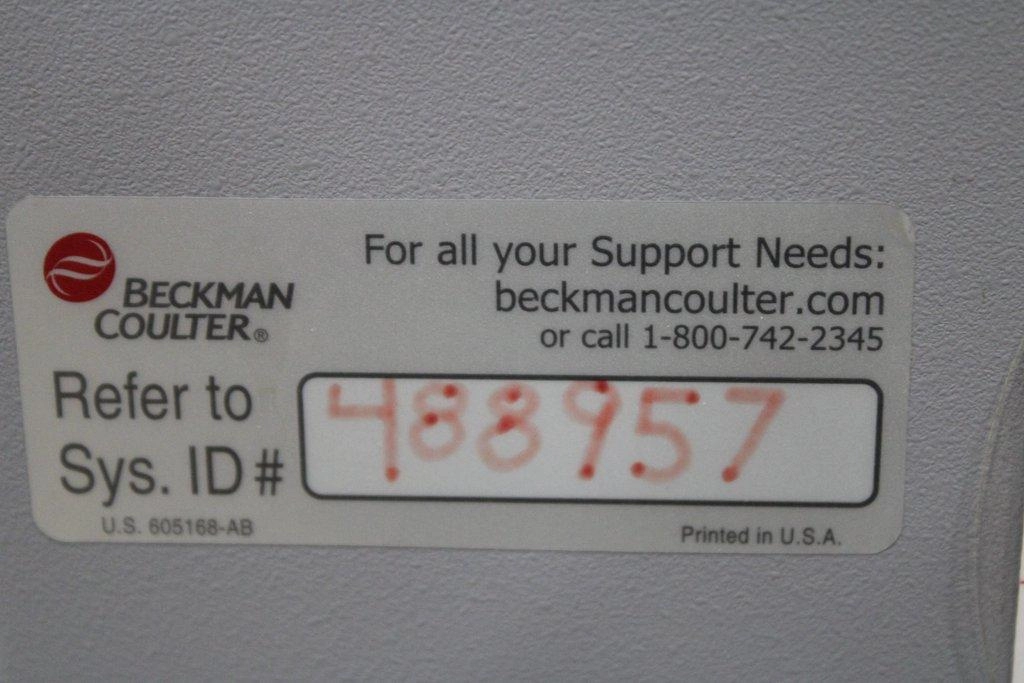 For all your Support Needs:
beckmancoulter.com
or call 1-800-742-2345
BECKMAN
COULTER®
Refer to
Sys. ID# 488957
U.S. 605168-AB
Printed in U.S.A.